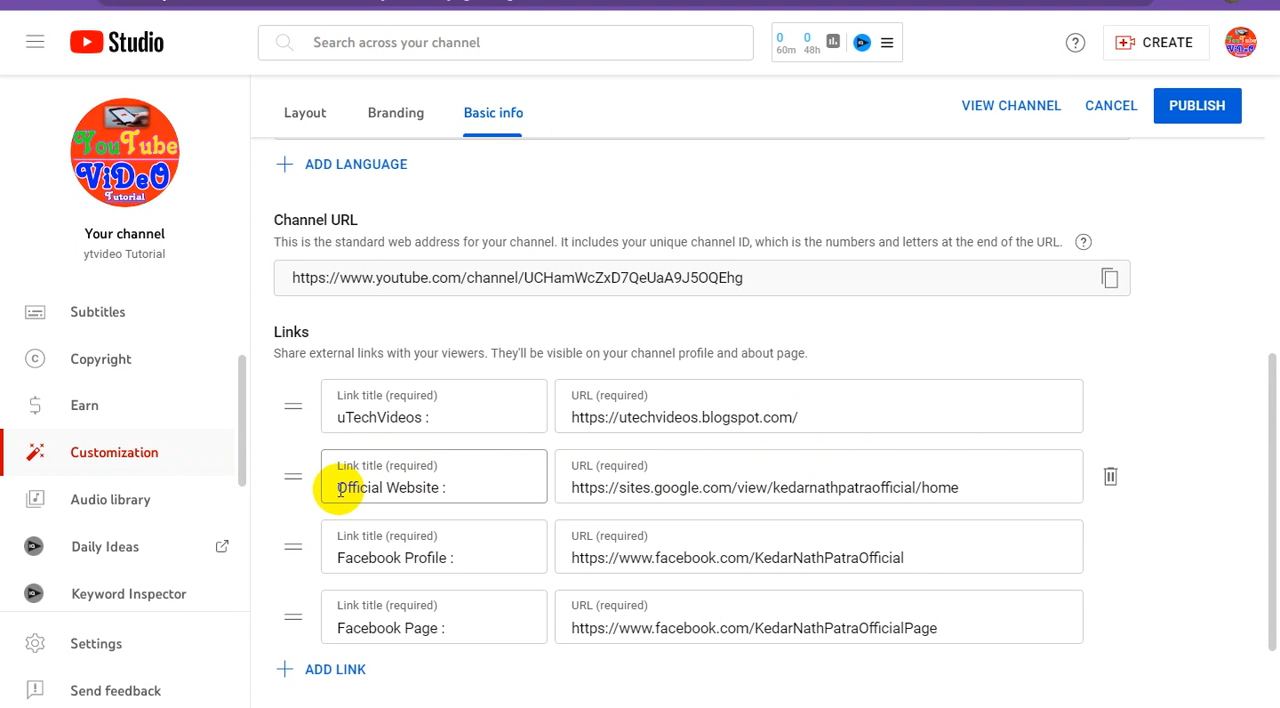 Studio
Search across your channel
0 0
60m 48h
CREATE
YouTube
ViDeO
Tutorial
Your channel
ytvideo Tutorial
Subtitles
Copyright
Earn
Customization
Audio library
Daily Ideas
Keyword Inspector
Settings
Send feedback
Layout
Branding
Basic info
VIEW CHANNEL
CANCEL
PUBLISH
ADD LANGUAGE
Channel URL
This is the standard web address for your channel. It includes your unique channel ID, which is the numbers and letters at the end of the URL.
https://www.youtube.com/channel/UCHamWcZxD7QeUaA9J5OQEhg
Links
Share external links with your viewers. They'll be visible on your channel profile and about page.
Link title (required) URL (required)
uTechVideos : https://utechvideos.blogspot.com/
Link title (required) URL (required)
Official Website : https://sites.google.com/view/kedarnathpatraofficial/home
Link title (required) URL (required)
Facebook Profile : https://www.facebook.com/KedarNathPatraOfficial
Link title (required) URL (required)
Facebook Page : https://www.facebook.com/KedarNathPatraOfficialPage
ADD LINK